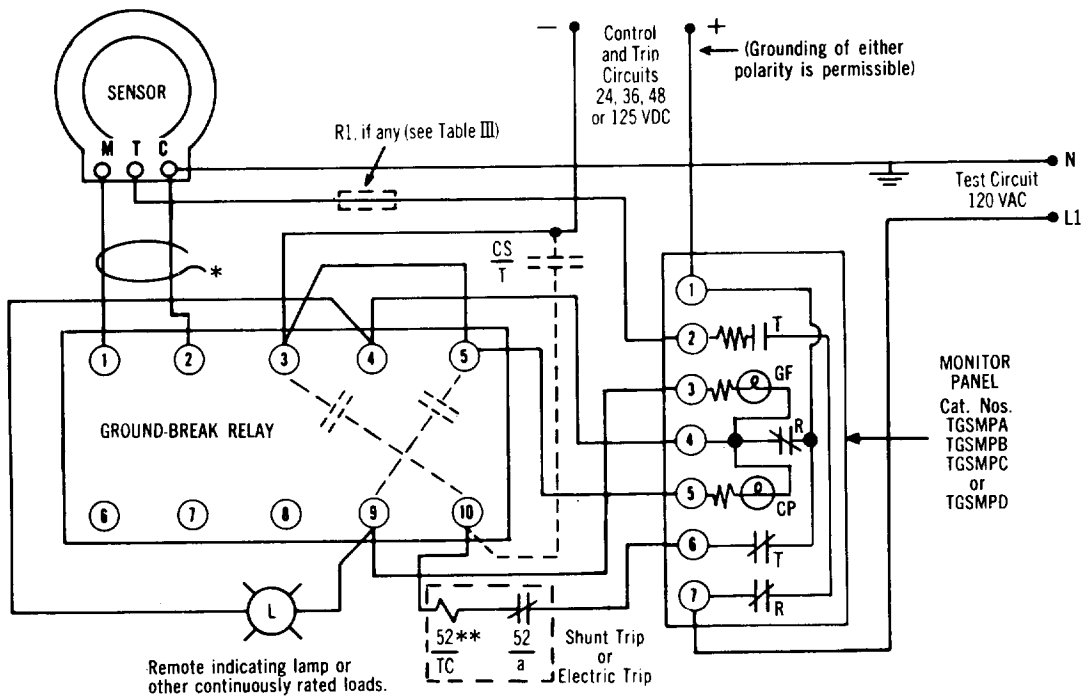 SENSOR
M T C
R1, if any (see Table III)
−
Control
and Trin
Circuits
24, 36, 48
or 125 VDC
+
(Grounding of either
polarity is permissible)
N
Test Circuit
120 VAC
L1
*
CS
T
1 2 3 4 5
GROUND-BREAK RELAY
6 7 8 9 10
1
2 T
3 GF
4 R
5 CP
6 T
7 R
MONITOR
PANEL
Cat. Nos.
TGSMPA
TGSMPB
TGSMPC
or
TGSMPD
L
Remote indicating lamp or
other continuously rated loads.
52**
TC
52
a
Shunt Trip
or
Electric Trip